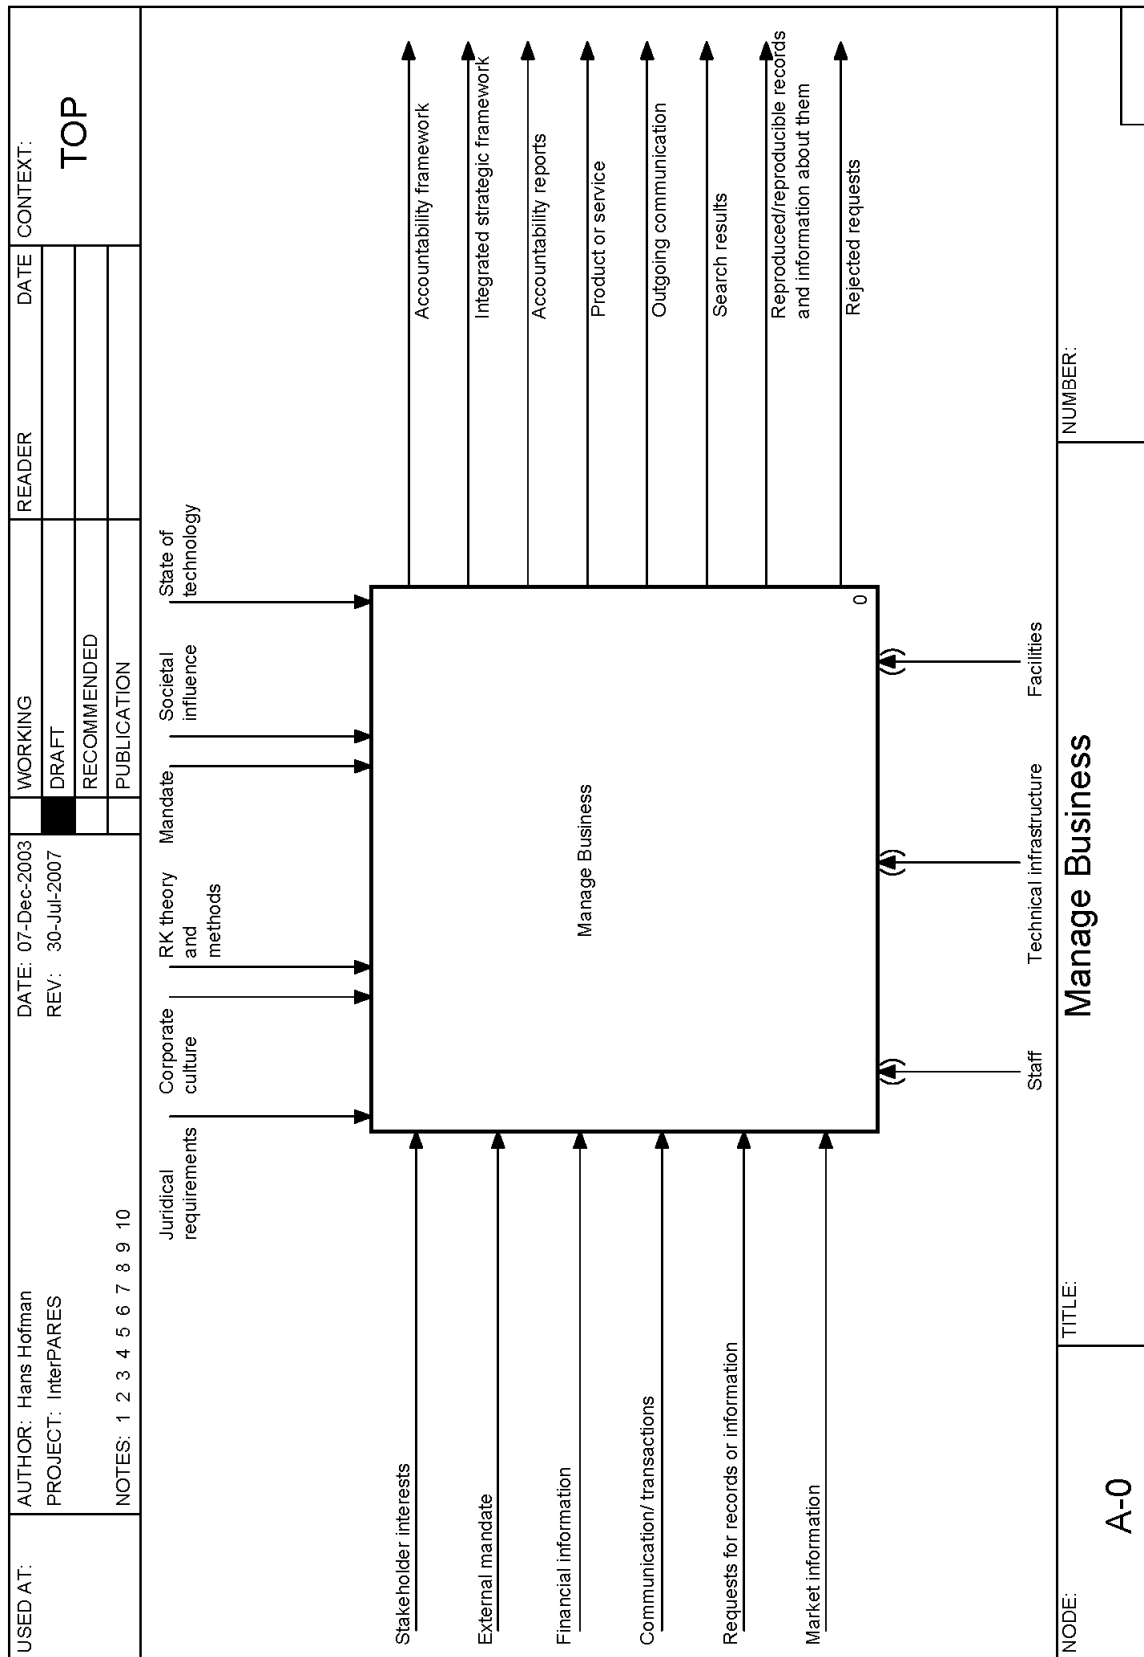 USED AT:
AUTHOR: Hans Hofman
PROJECT: InterPARES
NOTES: 1 2 3 4 5 6 7 8 9 10
DATE: 07-Dec-2003
REV: 30-Jul-2007
WORKING
DRAFT
RECOMMENDED
PUBLICATION
READER
DATE
CONTEXT:
TOP
Juridical
requirements
Corporate
culture
RK theory
and
methods
Mandate
Societal
influence
State of
technology
Stakeholder interests
External mandate
Financial information
Communication/ transactions
Requests for records or information
Market information
Manage Business
0
Accountability framework
Integrated strategic framework
Accountability reports
Product or service
Outgoing communication
Search results
Reproduced/reproducible records
and information about them
Rejected requests
Staff
Technical infrastructure
Facilities
NODE:
A-0
TITLE:
Manage Business
NUMBER: